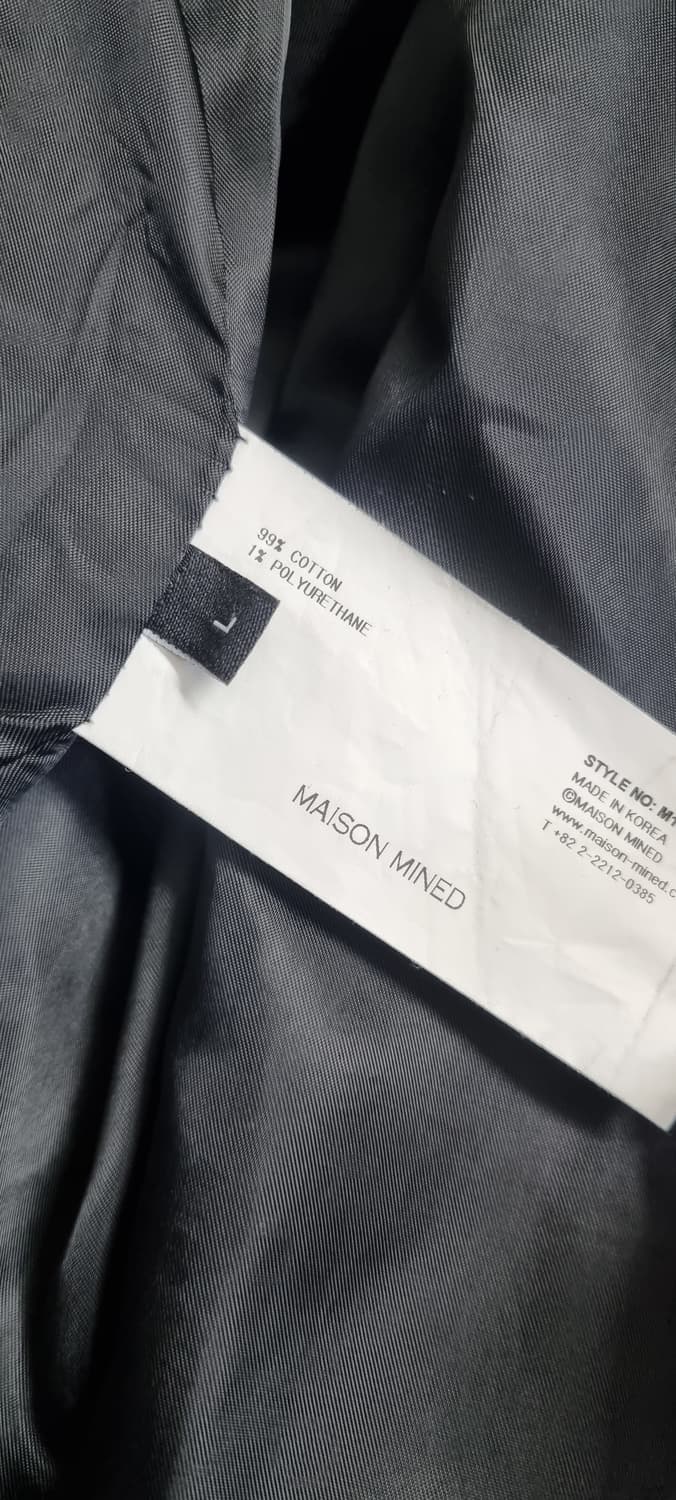 99% COTTON
1% POLYURETHANE
L
MAISON MINED
STYLE NO:
MADE IN KOREA
©MAISON MINED
www.maison-mined.c
T +82 2-2212-0385